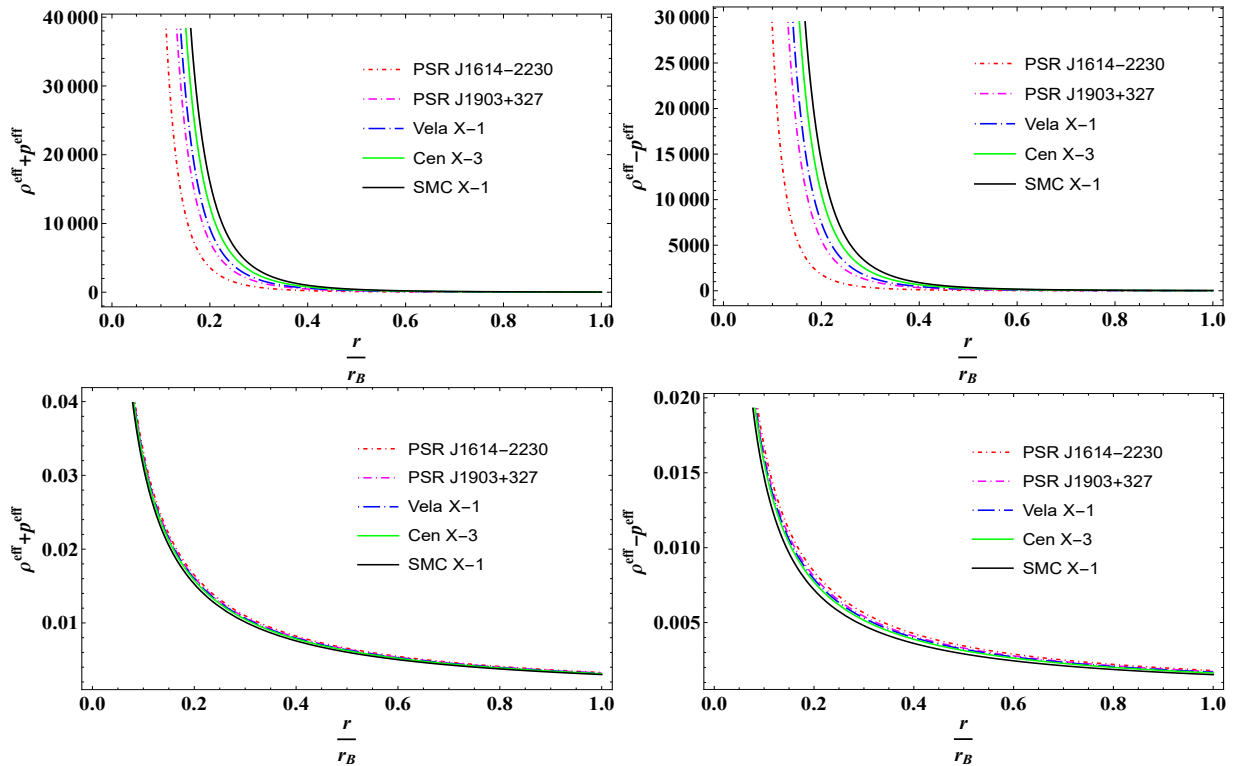 40 000
30 000
20 000
10 000
0
ρ^eff+p^eff
PSR J1614−2230
PSR J1903+327
Vela X−1
Cen X−3
SMC X−1
0.0 0.2 0.4 0.6 0.8 1.0
r
r_B
30 000
25 000
20 000
15 000
10 000
5000
0
ρ^eff−p^eff
PSR J1614−2230
PSR J1903+327
Vela X−1
Cen X−3
SMC X−1
0.0 0.2 0.4 0.6 0.8 1.0
r
r_B
0.04
0.03
0.02
0.01
ρ^eff+p^eff
PSR J1614−2230
PSR J1903+327
Vela X−1
Cen X−3
SMC X−1
0.0 0.2 0.4 0.6 0.8 1.0
r
r_B
0.020
0.015
0.010
0.005
0.000
ρ^eff−p^eff
PSR J1614−2230
PSR J1903+327
Vela X−1
Cen X−3
SMC X−1
0.0 0.2 0.4 0.6 0.8 1.0
r
r_B